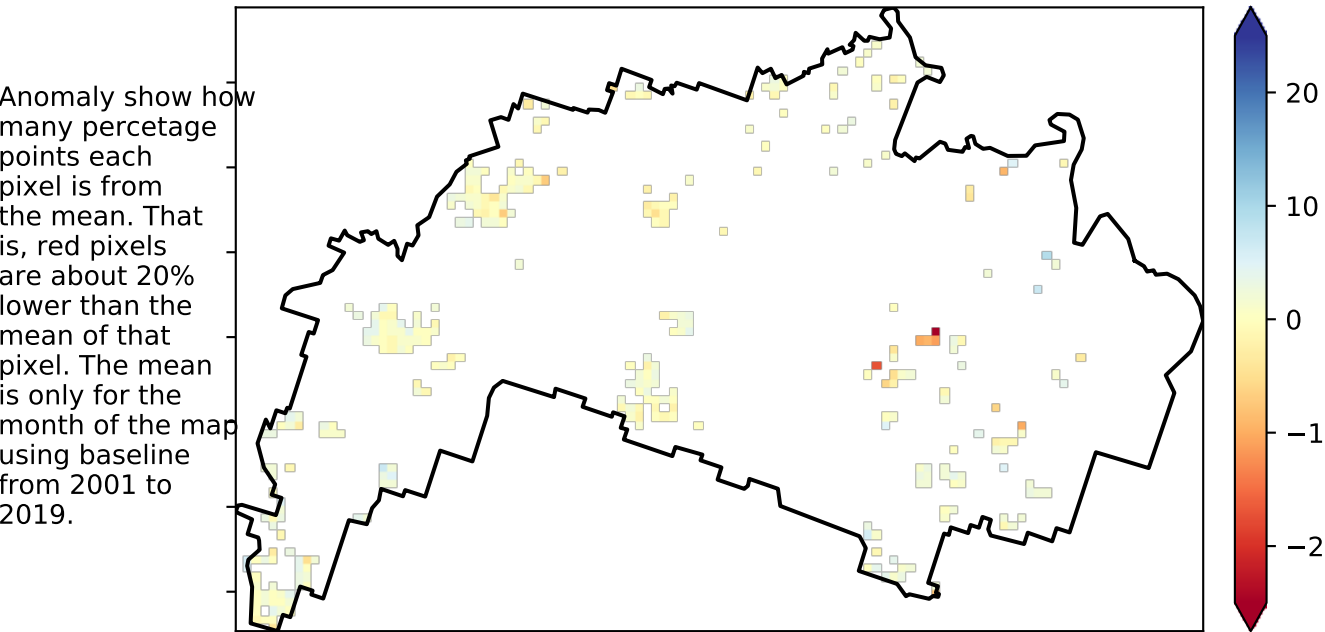 Anomaly show how
many percetage
points each
pixel is from
the mean. That
is, red pixels
are about 20%
lower than the
mean of that
pixel. The mean
is only for the
month of the map
using baseline
from 2001 to
2019.
20
10
0
−1
−2